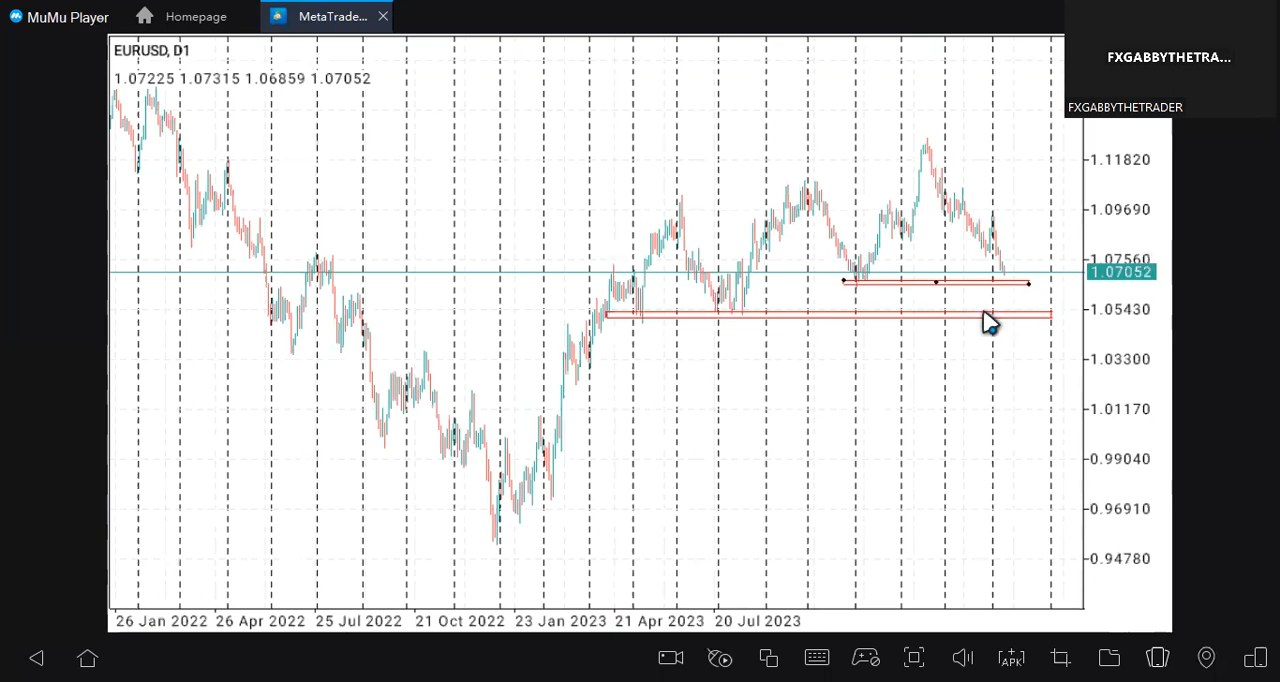 MuMu Player
Homepage
MetaTrade...
FXGABBYTHETRA...
FXGABBYTHETRADER
EURUSD, D1
1.07225 1.07315 1.06859 1.07052
1.11820
1.09690
1.07560
1.07052
1.05430
1.03300
1.01170
0.99040
0.96910
0.94780
26 Jan 2022 26 Apr 2022 25 Jul 2022 21 Oct 2022 23 Jan 2023 21 Apr 2023 20 Jul 2023
APK